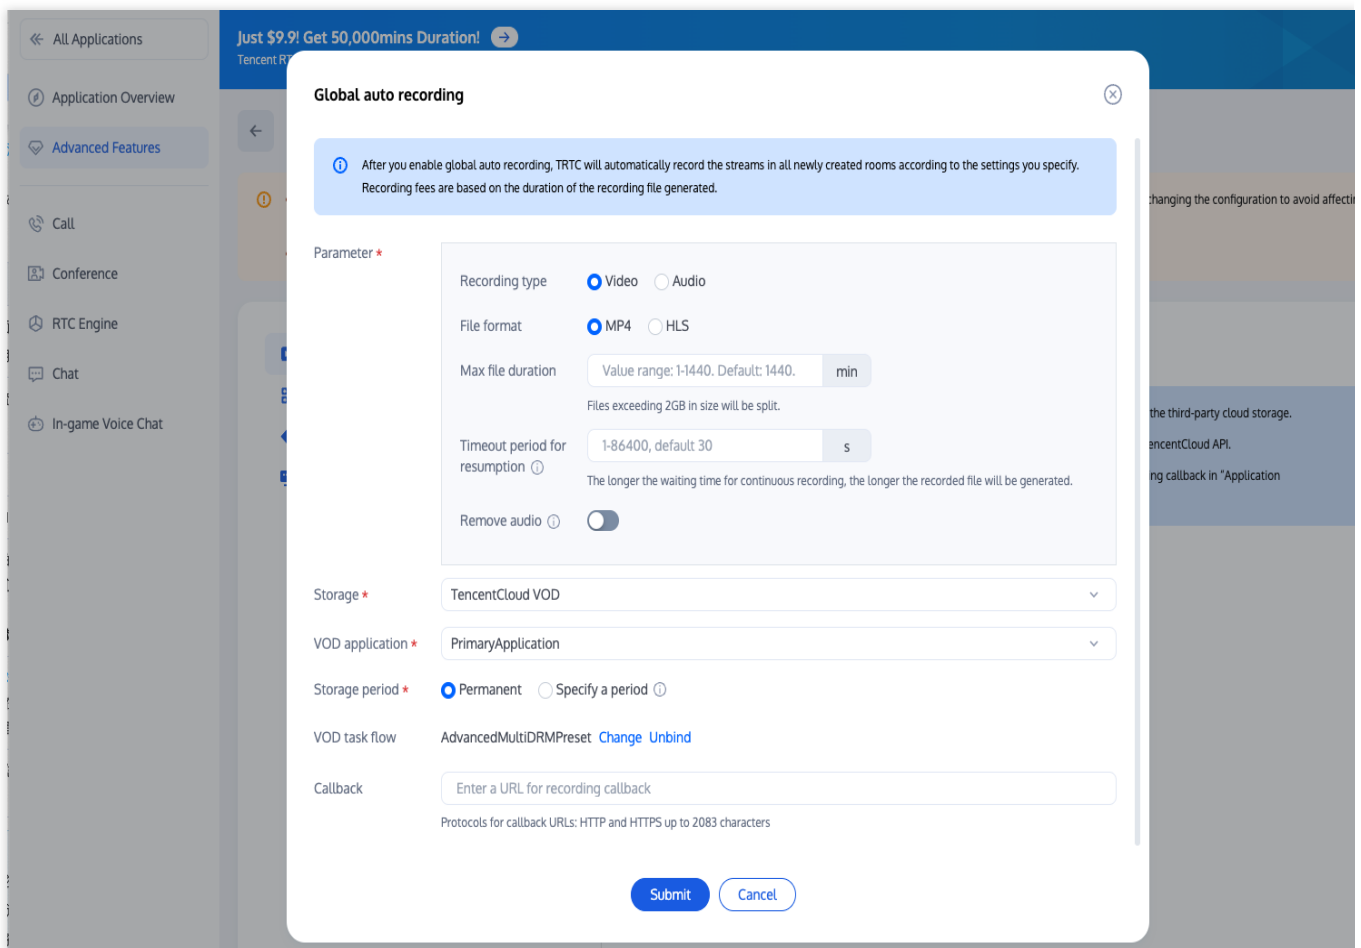 All Applications
Just $9.9! Get 50,000mins Duration!
Tencent RT
Application Overview
Advanced Features
Call
Conference
RTC Engine
Chat
In-game Voice Chat
Global auto recording
After you enable global auto recording, TRTC will automatically record the streams in all newly created rooms according to the settings you specify.
Recording fees are based on the duration of the recording file generated.
hanging the configuration to avoid affectin
Parameter *
Recording type Video Audio
File format MP4 HLS
Max file duration Value range: 1-1440. Default: 1440. min
Files exceeding 2GB in size will be split.
Timeout period for
resumption
1-86400, default 30 s
The longer the waiting time for continuous recording, the longer the recorded file will be generated.
Remove audio
the third-party cloud storage.
encentCloud API.
ng callback in "Application
Storage * TencentCloud VOD
VOD application * PrimaryApplication
Storage period * Permanent Specify a period
VOD task flow AdvancedMultiDRMPreset Change Unbind
Callback Enter a URL for recording callback
Protocols for callback URLs: HTTP and HTTPS up to 2083 characters
Submit Cancel